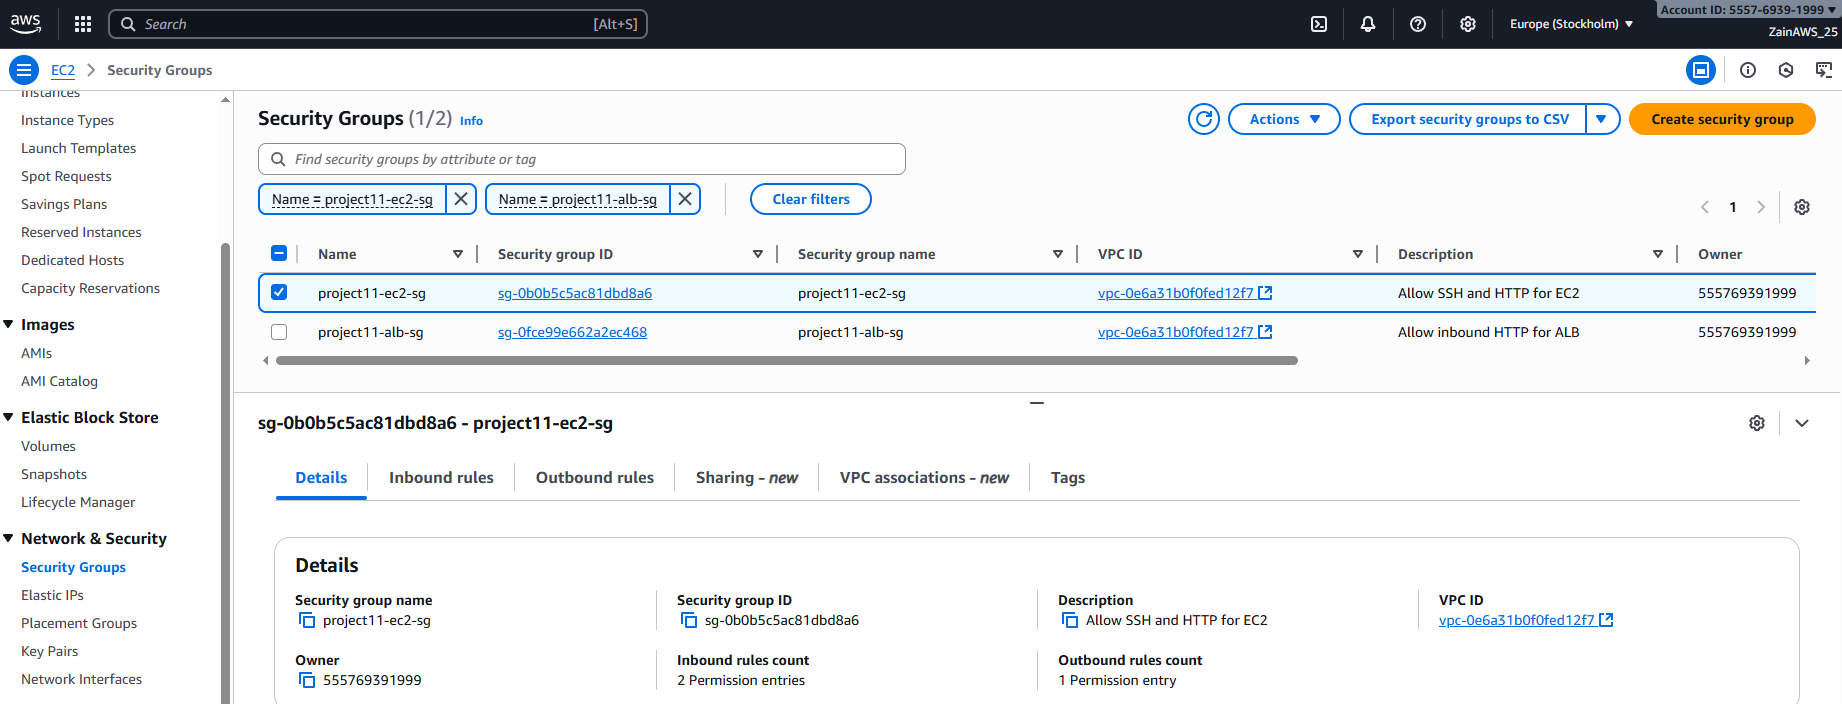 aws
Search
[Alt+S]
Europe (Stockholm)
Account ID: 5557-6939-1999
ZainAWS_25
EC2
Security Groups
Instances
Instance Types
Launch Templates
Spot Requests
Savings Plans
Reserved Instances
Dedicated Hosts
Capacity Reservations
Images
AMIs
AMI Catalog
Elastic Block Store
Volumes
Snapshots
Lifecycle Manager
Network & Security
Security Groups
Elastic IPs
Placement Groups
Key Pairs
Network Interfaces
Security Groups (1/2) Info
Actions
Export security groups to CSV
Create security group
Find security groups by attribute or tag
Name = project11-ec2-sg
Name = project11-alb-sg
Clear filters
1
Name Security group ID Security group name VPC ID Description Owner
project11-ec2-sg sg-0b0b5c5ac81dbd8a6 project11-ec2-sg vpc-0e6a31b0f0fed12f7 Allow SSH and HTTP for EC2 555769391999
project11-alb-sg sg-0fce99e662a2ec468 project11-alb-sg vpc-0e6a31b0f0fed12f7 Allow inbound HTTP for ALB 555769391999
sg-0b0b5c5ac81dbd8a6 - project11-ec2-sg
Details Inbound rules Outbound rules Sharing - new VPC associations - new Tags
Details
Security group name Security group ID Description VPC ID
project11-ec2-sg sg-0b0b5c5ac81dbd8a6 Allow SSH and HTTP for EC2 vpc-0e6a31b0f0fed12f7
Owner Inbound rules count Outbound rules count
555769391999 2 Permission entries 1 Permission entry